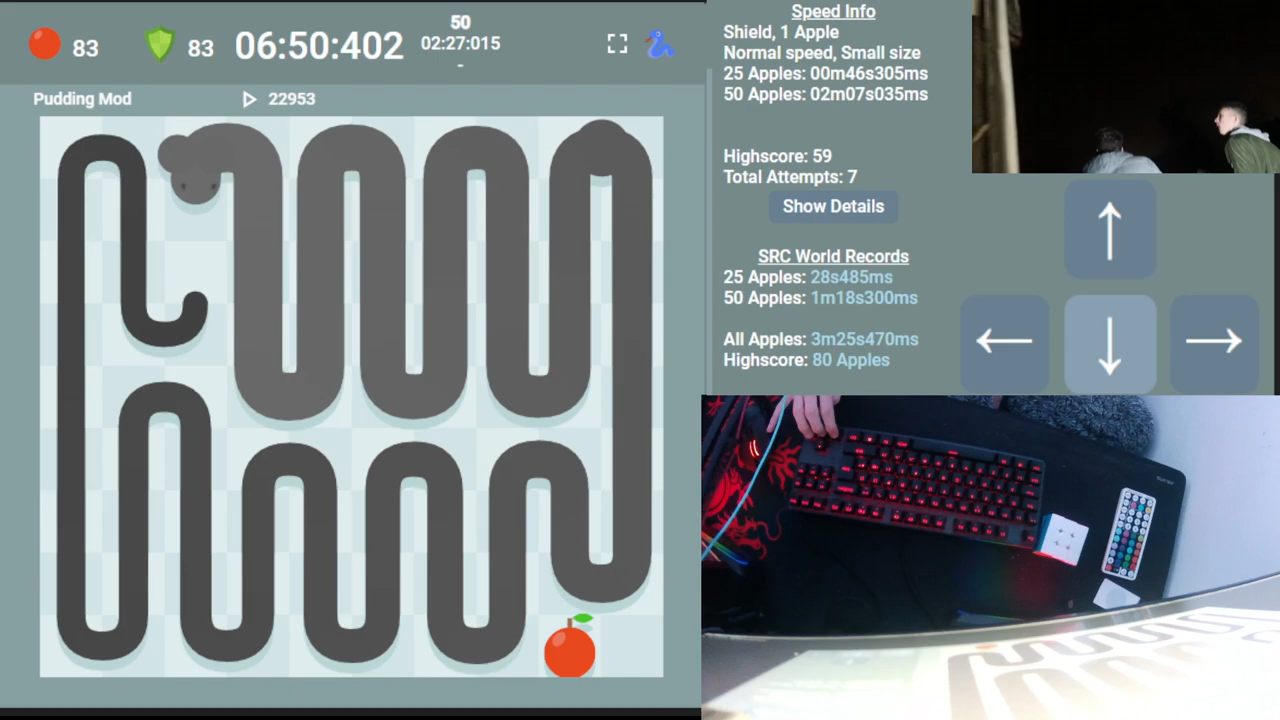 83
83
06:50:402
50
02:27:015
-
Pudding Mod
22953
Speed Info
Shield, 1 Apple
Normal speed, Small size
25 Apples: 00m46s305ms
50 Apples: 02m07s035ms
Highscore: 59
Total Attempts: 7
Show Details
SRC World Records
25 Apples: 28s485ms
50 Apples: 1m18s300ms
All Apples: 3m25s470ms
Highscore: 80 Apples